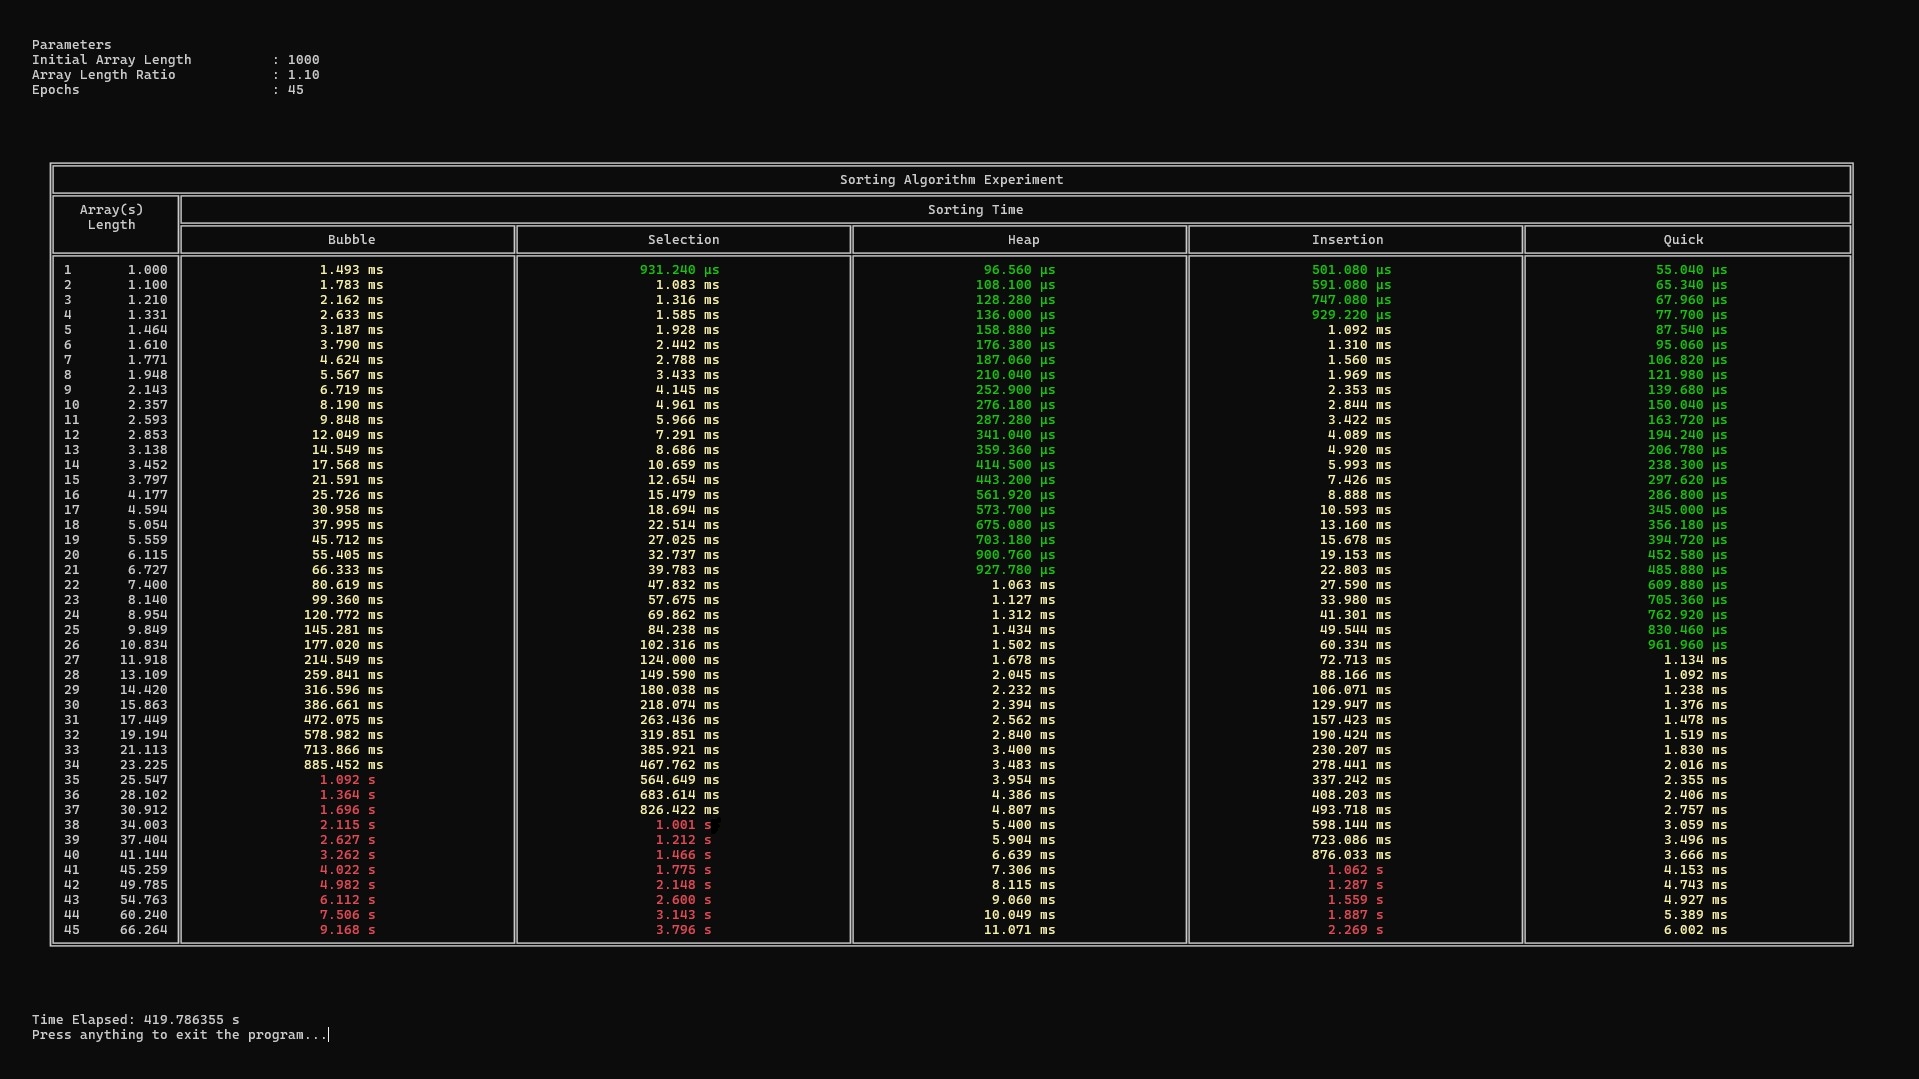 Parameters
Initial Array Length : 1000
Array Length Ratio : 1.10
Epochs : 45
Sorting Algorithm Experiment
Array(s) Length Sorting Time
Bubble Selection Heap Insertion Quick
1 1.000 1.493 ms 931.240 µs 96.560 µs 501.080 µs 55.040 µs
2 1.100 1.783 ms 1.083 ms 108.100 µs 591.080 µs 65.340 µs
3 1.210 2.162 ms 1.316 ms 128.280 µs 747.080 µs 67.960 µs
4 1.331 2.633 ms 1.585 ms 136.000 µs 929.220 µs 77.700 µs
5 1.464 3.187 ms 1.928 ms 158.880 µs 1.092 ms 87.540 µs
6 1.610 3.790 ms 2.442 ms 176.380 µs 1.310 ms 95.060 µs
7 1.771 4.624 ms 2.788 ms 187.060 µs 1.560 ms 106.820 µs
8 1.948 5.567 ms 3.433 ms 210.040 µs 1.969 ms 121.980 µs
9 2.143 6.719 ms 4.145 ms 252.900 µs 2.353 ms 139.680 µs
10 2.357 8.190 ms 4.961 ms 276.180 µs 2.844 ms 150.040 µs
11 2.593 9.848 ms 5.966 ms 287.280 µs 3.422 ms 163.720 µs
12 2.853 12.049 ms 7.291 ms 341.040 µs 4.089 ms 194.240 µs
13 3.138 14.549 ms 8.686 ms 359.360 µs 4.920 ms 206.780 µs
14 3.452 17.568 ms 10.659 ms 414.500 µs 5.993 ms 238.300 µs
15 3.797 21.591 ms 12.654 ms 443.200 µs 7.426 ms 297.620 µs
16 4.177 25.726 ms 15.479 ms 561.920 µs 8.888 ms 286.800 µs
17 4.594 30.958 ms 18.694 ms 573.700 µs 10.593 ms 345.000 µs
18 5.054 37.995 ms 22.514 ms 675.080 µs 13.160 ms 356.180 µs
19 5.559 45.712 ms 27.025 ms 703.180 µs 15.678 ms 394.720 µs
20 6.115 55.405 ms 32.737 ms 900.760 µs 19.153 ms 452.580 µs
21 6.727 66.333 ms 39.783 ms 927.780 µs 22.803 ms 485.880 µs
22 7.400 80.619 ms 47.832 ms 1.063 ms 27.590 ms 609.880 µs
23 8.140 99.360 ms 57.675 ms 1.127 ms 33.980 ms 705.360 µs
24 8.954 120.772 ms 69.862 ms 1.312 ms 41.301 ms 762.920 µs
25 9.849 145.281 ms 84.238 ms 1.434 ms 49.544 ms 830.460 µs
26 10.834 177.020 ms 102.316 ms 1.502 ms 60.334 ms 961.960 µs
27 11.918 214.549 ms 124.000 ms 1.678 ms 72.713 ms 1.134 ms
28 13.109 259.841 ms 149.590 ms 2.045 ms 88.166 ms 1.092 ms
29 14.420 316.596 ms 180.038 ms 2.232 ms 106.071 ms 1.238 ms
30 15.863 386.661 ms 218.074 ms 2.394 ms 129.947 ms 1.376 ms
31 17.449 472.075 ms 263.436 ms 2.562 ms 157.423 ms 1.478 ms
32 19.194 578.982 ms 319.851 ms 2.840 ms 190.424 ms 1.519 ms
33 21.113 713.866 ms 385.921 ms 3.400 ms 230.207 ms 1.830 ms
34 23.225 885.452 ms 467.762 ms 3.483 ms 278.441 ms 2.016 ms
35 25.547 1.092 s 564.649 ms 3.954 ms 337.242 ms 2.355 ms
36 28.102 1.364 s 683.614 ms 4.386 ms 408.203 ms 2.406 ms
37 30.912 1.696 s 826.422 ms 4.807 ms 493.718 ms 2.757 ms
38 34.003 2.115 s 1.001 s 5.400 ms 598.144 ms 3.059 ms
39 37.404 2.627 s 1.212 s 5.904 ms 723.086 ms 3.496 ms
40 41.144 3.262 s 1.466 s 6.639 ms 876.033 ms 3.666 ms
41 45.259 4.022 s 1.775 s 7.306 ms 1.062 s 4.153 ms
42 49.785 4.982 s 2.148 s 8.115 ms 1.287 s 4.743 ms
43 54.763 6.112 s 2.600 s 9.060 ms 1.559 s 4.927 ms
44 60.240 7.506 s 3.143 s 10.049 ms 1.887 s 5.389 ms
45 66.264 9.168 s 3.796 s 11.071 ms 2.269 s 6.002 ms
Time Elapsed: 419.786355 s
Press anything to exit the program...